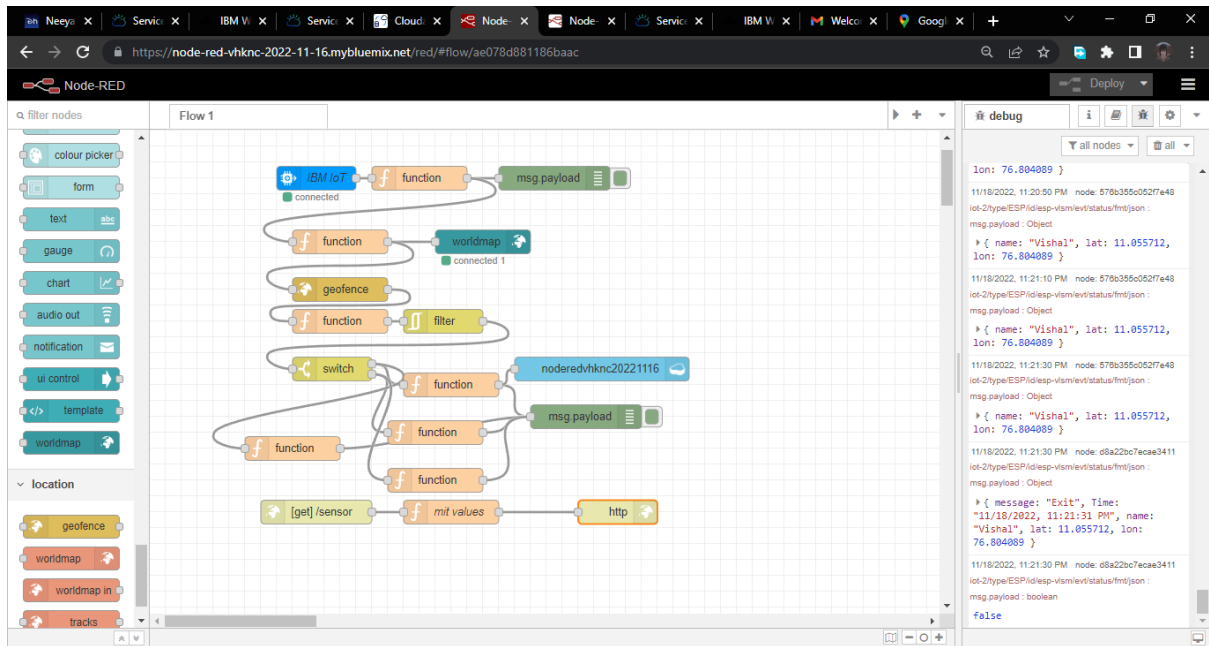 Neeya
Service
IBM W
Service
Cloud
Node-
Node-
Service
IBM W
Welco
Googl
https://node-red-vhknc-2022-11-16.mybluemix.net/red/#flow/ae078d881186baac
Node-RED
Deploy
filter nodes
Flow 1
debug
all nodes
all
colour picker
form
text
abc
gauge
chart
audio out
notification
ui control
template
worldmap
location
geofence
worldmap
worldmap in
tracks
IBM IoT
connected
function
msg.payload
function
worldmap
connected 1
geofence
function
filter
switch
function
noderedvhknc20221116
msg.payload
function
function
function
[get] /sensor
mit values
http
lon: 76.804089 }
11/18/2022, 11:20:50 PM node: 576b355c052f7e48
iot-2/type/ESP/id/esp-vlsm/evt/status/fmt/json :
msg.payload : Object
{ name: "Vishal", lat: 11.055712,
lon: 76.804089 }
11/18/2022, 11:21:10 PM node: 576b355c052f7e48
iot-2/type/ESP/id/esp-vlsm/evt/status/fmt/json :
msg.payload : Object
{ name: "Vishal", lat: 11.055712,
lon: 76.804089 }
11/18/2022, 11:21:30 PM node: 576b355c052f7e48
iot-2/type/ESP/id/esp-vlsm/evt/status/fmt/json :
msg.payload : Object
{ name: "Vishal", lat: 11.055712,
lon: 76.804089 }
11/18/2022, 11:21:30 PM node: d8a22bc7ecae3411
iot-2/type/ESP/id/esp-vlsm/evt/status/fmt/json :
msg.payload : Object
{ message: "Exit", Time:
"11/18/2022, 11:21:31 PM", name:
"Vishal", lat: 11.055712, lon:
76.804089 }
11/18/2022, 11:21:30 PM node: d8a22bc7ecae3411
iot-2/type/ESP/id/esp-vlsm/evt/status/fmt/json :
msg.payload : boolean
false